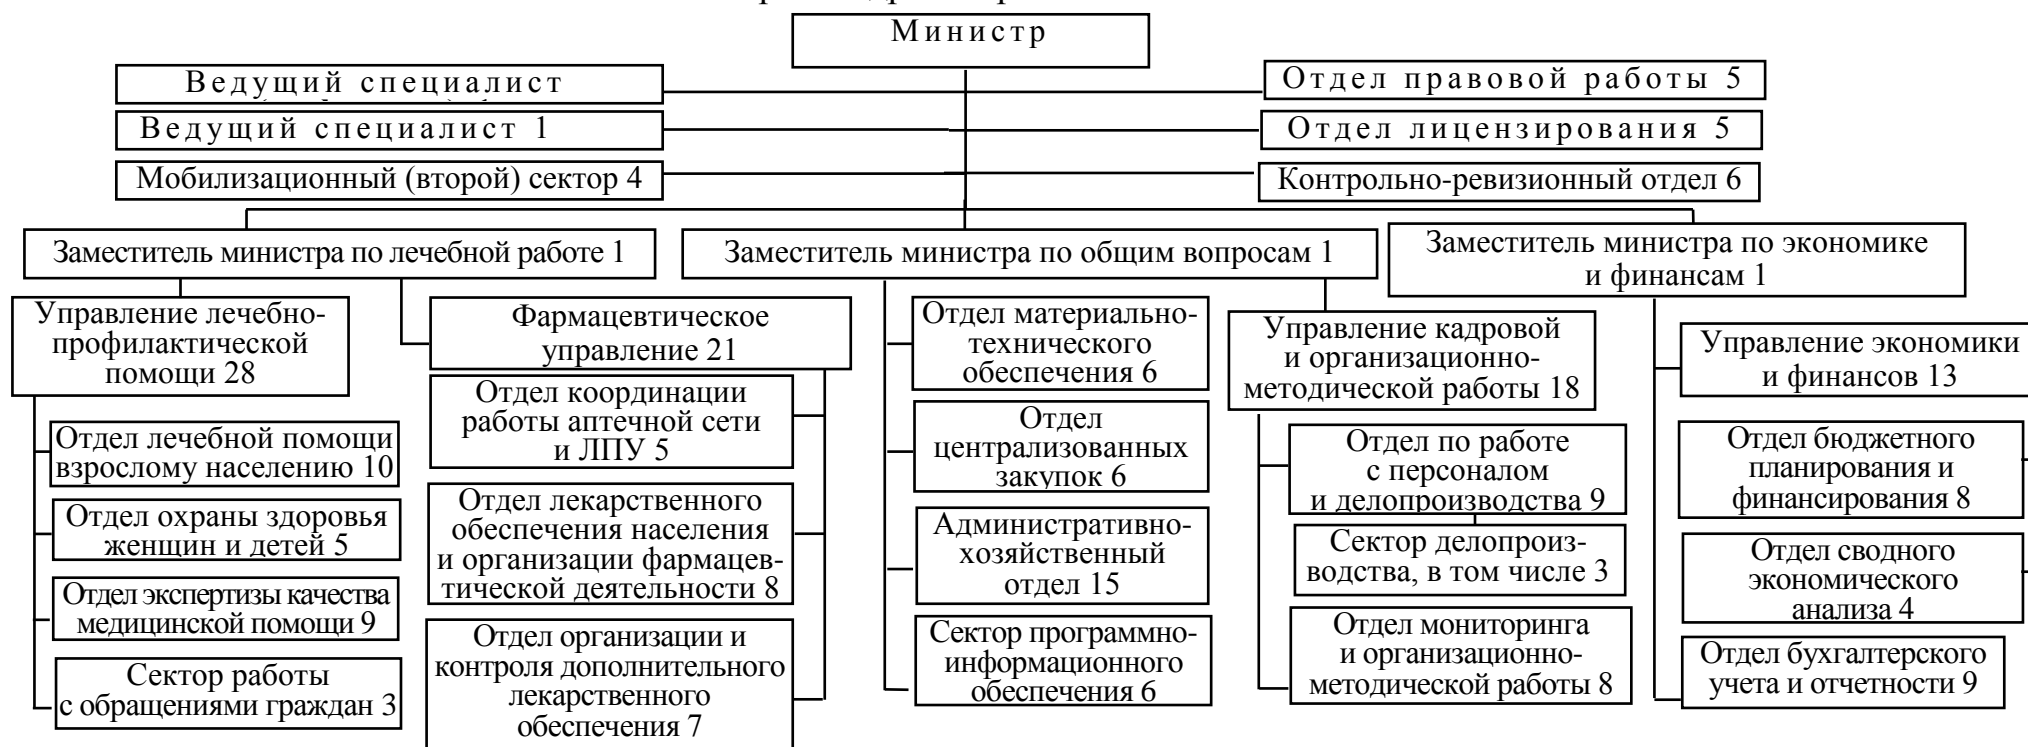 Министр
Ведущий специалист
Отдел правовой работы 5
Ведущий специалист 1
Отдел лицензирования 5
Мобилизационный (второй) сектор 4
Контрольно-ревизионный отдел 6
Заместитель министра по лечебной работе 1
Заместитель министра по общим вопросам 1
Заместитель министра по экономике
и финансам 1
Управление лечебно-
профилактической
помощи 28
Отдел лечебной помощи
взрослому населению 10
Отдел охраны здоровья
женщин и детей 5
Отдел экспертизы качества
медицинской помощи 9
Сектор работы
с обращениями граждан 3
Фармацевтическое
управление 21
Отдел координации
работы аптечной сети
и ЛПУ 5
Отдел лекарственного
обеспечения населения
и организации фармацев-
тической деятельности 8
Отдел организации и
контроля дополнительного
лекарственного
обеспечения 7
Отдел материально-
технического
обеспечения 6
Отдел
централизованных
закупок 6
Административно-
хозяйственный
отдел 15
Сектор программно-
информационного
обеспечения 6
Управление кадровой
и организационно-
методической работы 18
Отдел по работе
с персоналом
и делопроизводства 9
Сектор делопроиз-
водства, в том числе 3
Отдел мониторинга
и организационно-
методической работы 8
Управление экономики
и финансов 13
Отдел бюджетного
планирования и
финансирования 8
Отдел сводного
экономического
анализа 4
Отдел бухгалтерского
учета и отчетности 9